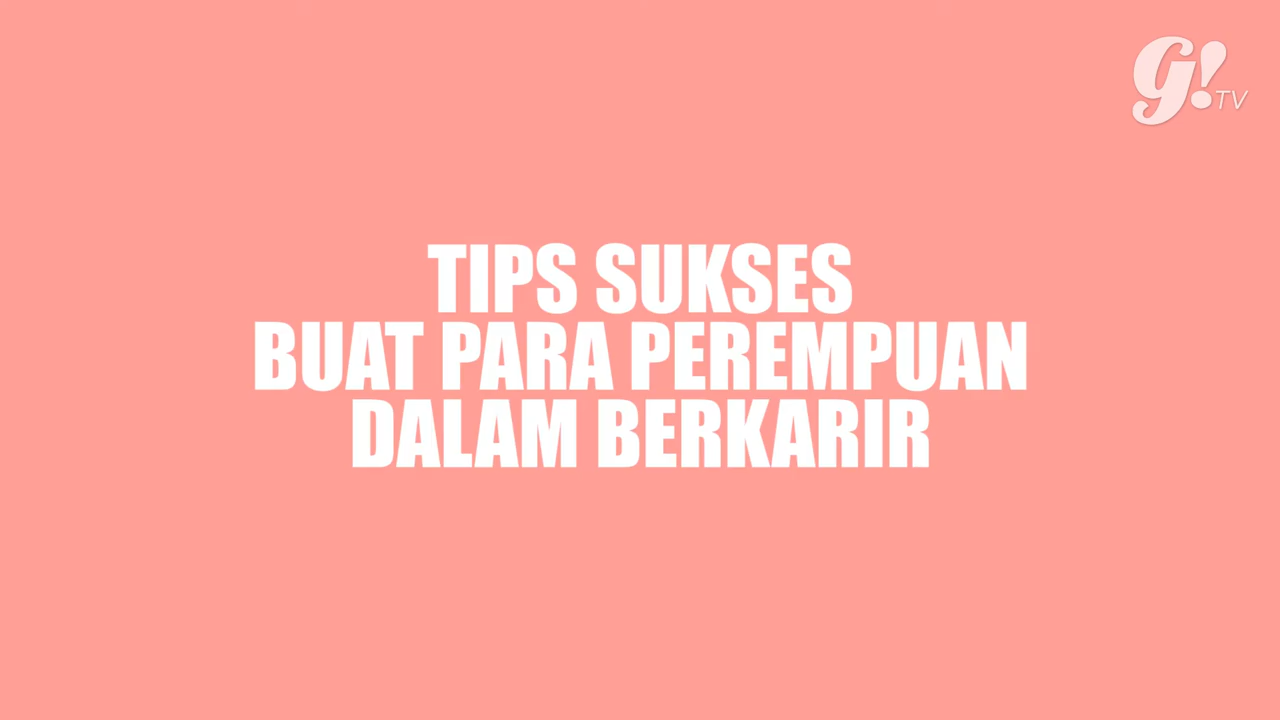 G! TV
TIPS SUKSES
BUAT PARA PEREMPUAN
DALAM BERKARIR